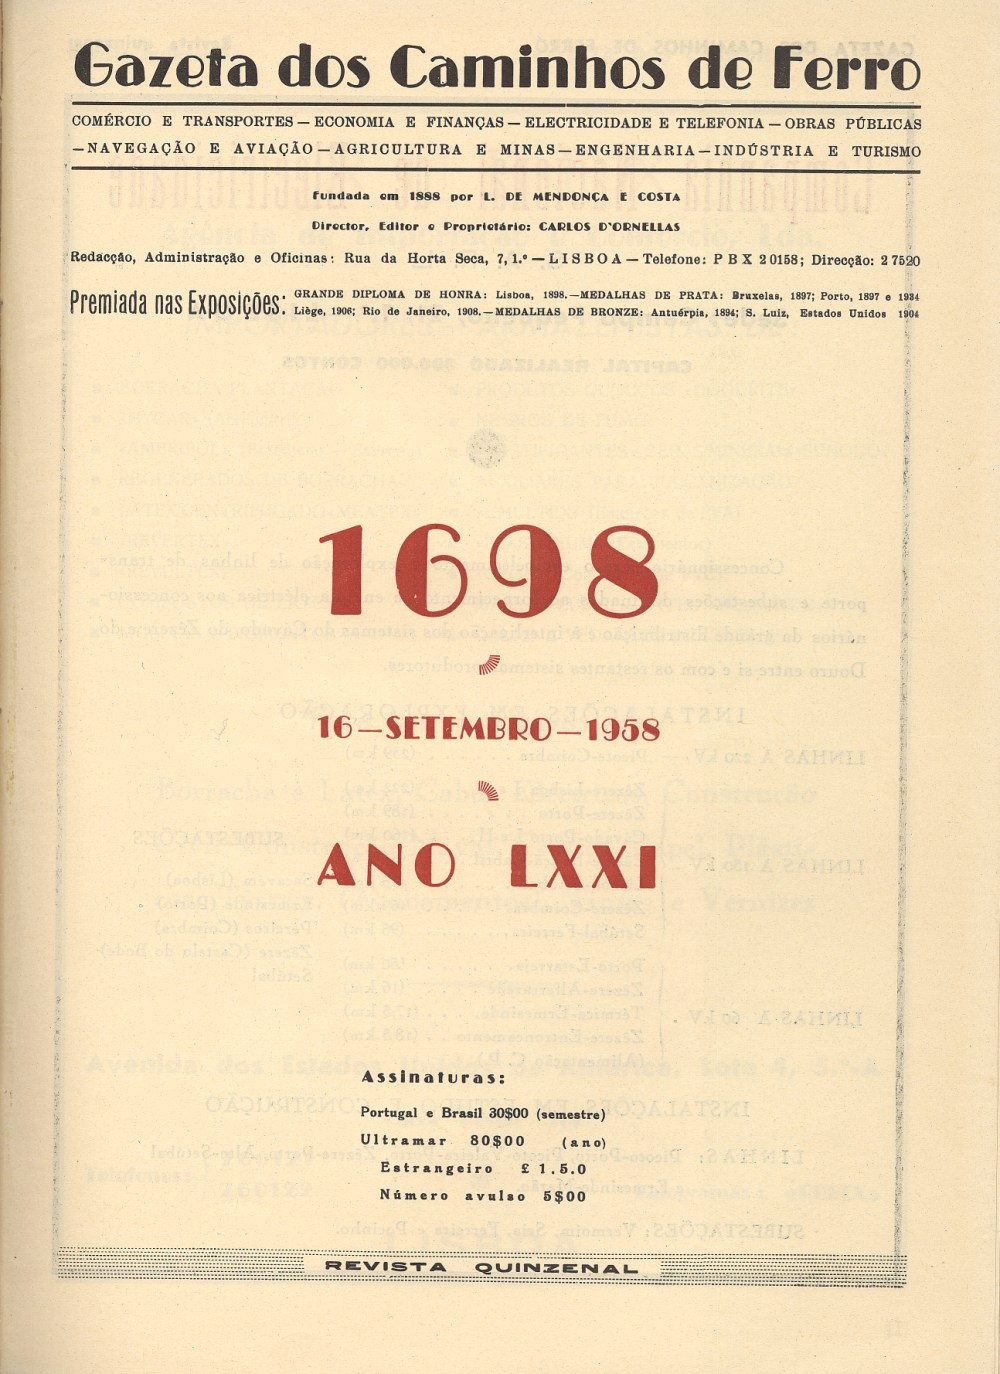 Gazeta dos Caminhos de Ferro
COMÉRCIO E TRANSPORTES — ECONOMIA E FINANÇAS — ELECTRICIDADE E TELEFONIA — OBRAS PÚBLICAS
—NAVEGAÇÃO E AVIAÇÃO—AGRICULTURA E MINAS—ENGENHARIA—INDÚSTRIA E TURISMO
Fundada em 1888 por L. DE MENDONÇA E COSTA
Director, Editor e Proprietário: CARLOS D'ORNELLAS
Redacção, Administração e Oficinas: Rua da Horta Seca, 7, 1.º — LISBOA — Telefone: PBX 20158; Direcção: 27520
Premiada nas Exposições: GRANDE DIPLOMA DE HONRA: Lisboa, 1898.—MEDALHAS DE PRATA: Bruxelas, 1897; Porto, 1897 e 1934
Liège, 1906; Rio de Janeiro, 1908.—MEDALHAS DE BRONZE: Antuérpia, 1894; S. Luiz, Estados Unidos 1904
1698
16—SETEMBRO—1958
ANO LXXI
Assinaturas:
Portugal e Brasil 30$00 (semestre)
Ultramar 80$00 (ano)
Estrangeiro £ 1.5.0
Número avulso 5$00
REVISTA QUINZENAL